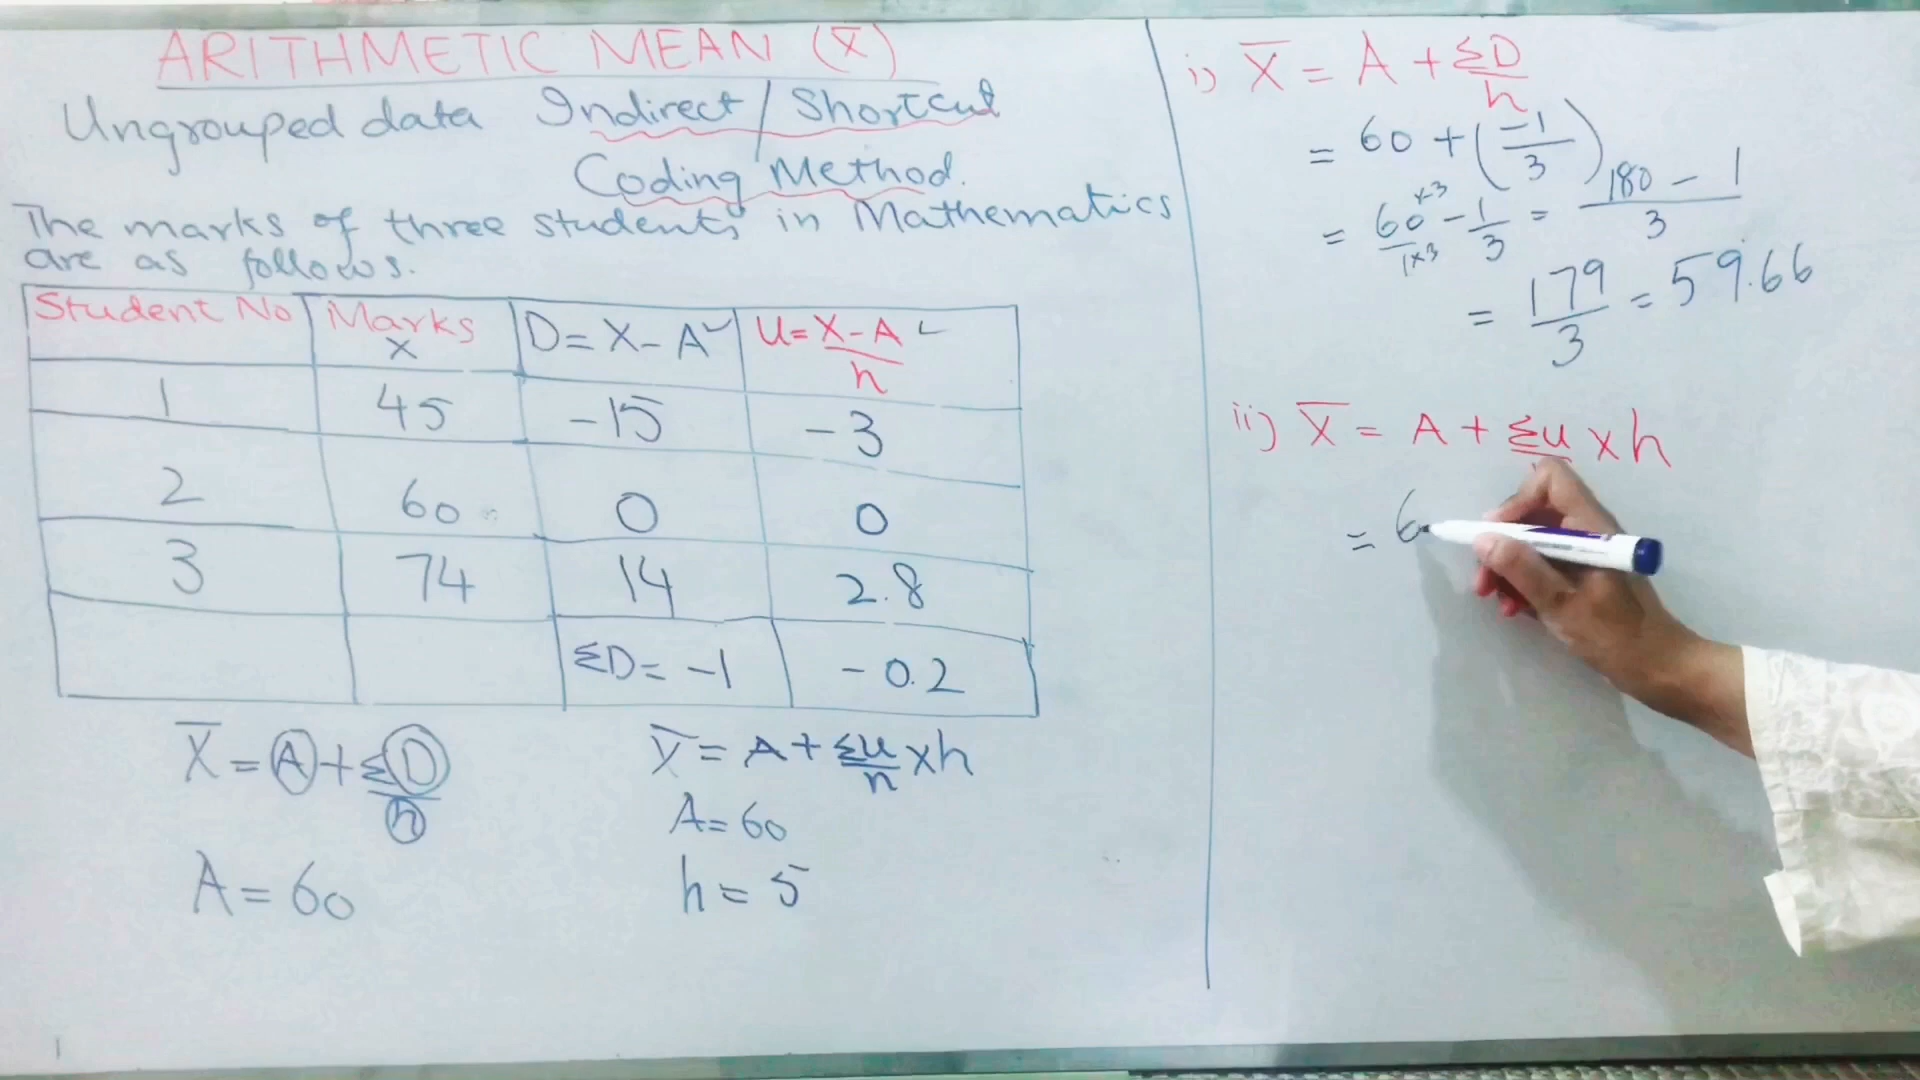 ARITHMETIC MEAN (X̅)
Ungrouped data Indirect / Shortcut
Coding Method.
The marks of three students in Mathematics
are as follows.
Student No | Marks X | D = X - A ✓ | U = X - A / h ✓
1 | 45 | -15 | -3
2 | 60 | 0 | 0
3 | 74 | 14 | 2.8
ΣD = -1 | -0.2
X̅ = A + ΣD / n
A = 60
X̅ = A + Σu / n × h
A = 60
h = 5
i) X̅ = A + ΣD / n
= 60 + (-1 / 3)
= 60 ×3 / 1×3 - 1 / 3 = 180 - 1 / 3
= 179 / 3 = 59.66
ii) X̅ = A + Σu × h
= 6